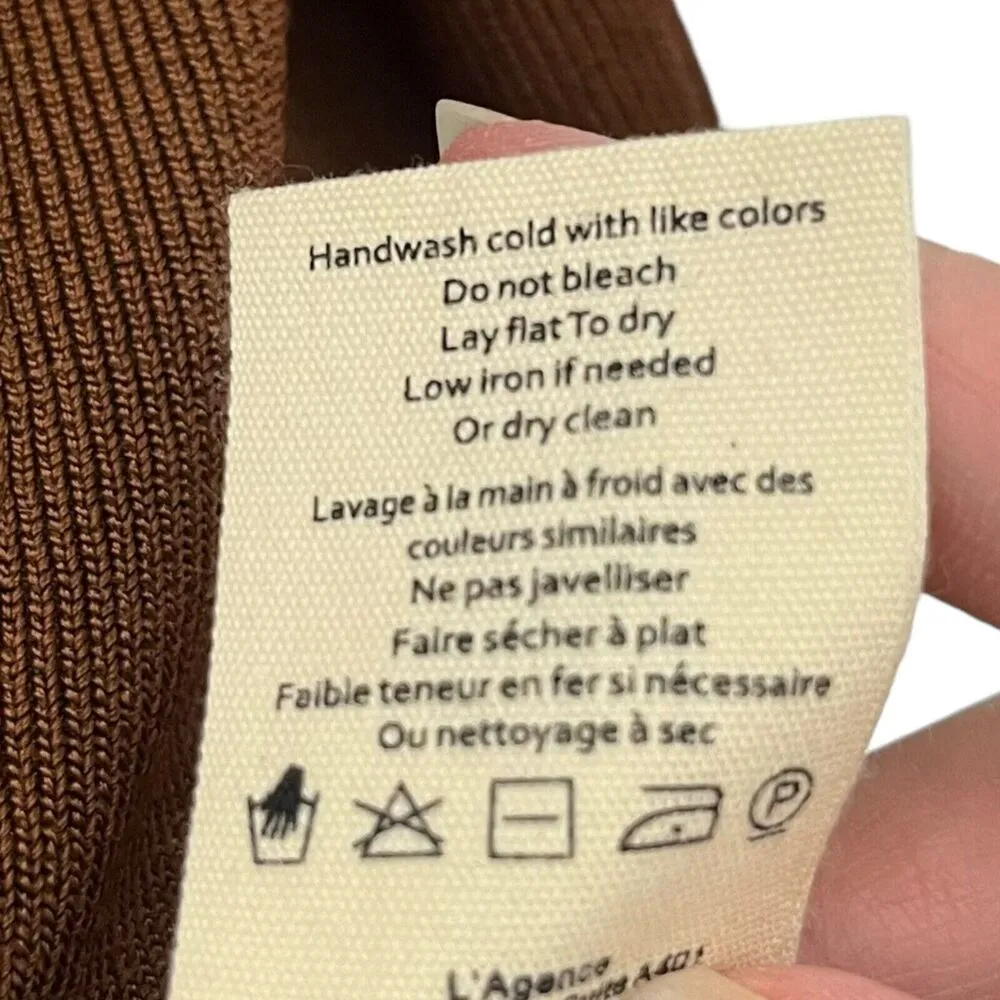 Handwash cold with like colors
Do not bleach
Lay flat To dry
Low iron if needed
Or dry clean
Lavage à la main à froid avec des
couleurs similaires
Ne pas javelliser
Faire sécher à plat
Faible teneur en fer si nécessaire
Ou nettoyage à sec
P
L'Agence
Suite A401